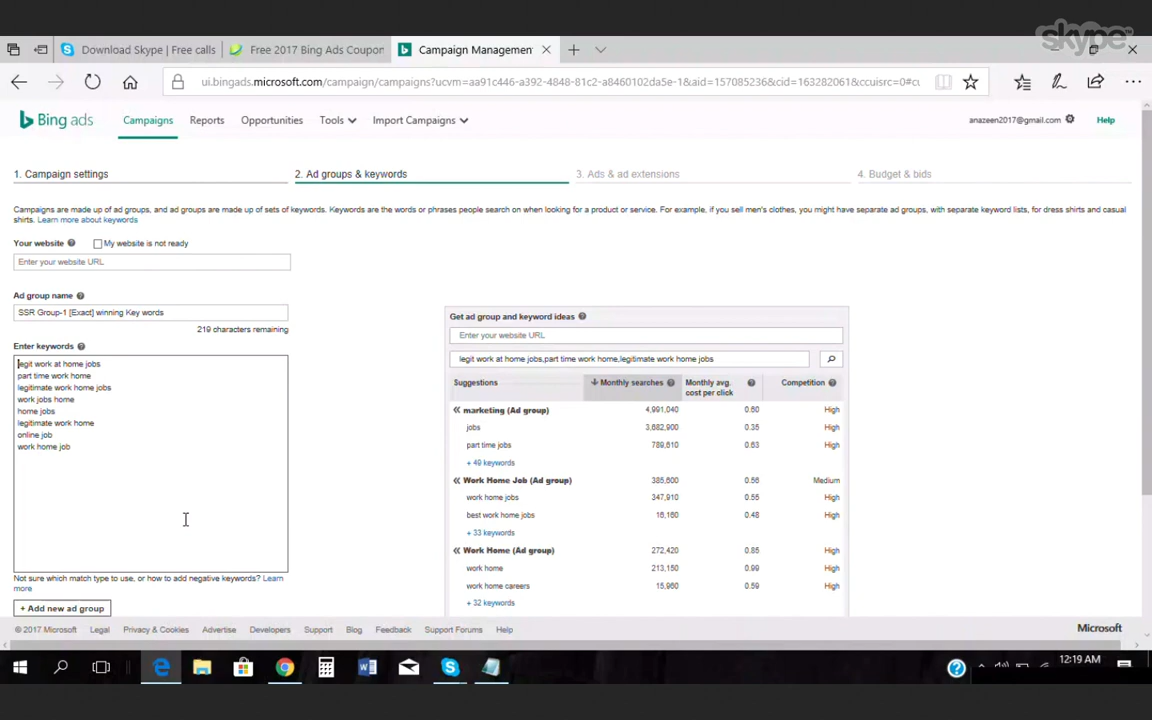 skype
Download Skype | Free calls
Free 2017 Bing Ads Coupon
Campaign Management
ui.bingads.microsoft.com/campaign/campaigns?ucvm=aa91c446-a392-4848-81c2-a8460102da5e-1&aid=157085236&cid=163282061&ccuisrc=0#cu
Bing ads
Campaigns
Reports
Opportunities
Tools
Import Campaigns
anazeen2017@gmail.com
Help
1. Campaign settings
2. Ad groups & keywords
3. Ads & ad extensions
4. Budget & bids
Campaigns are made up of ad groups, and ad groups are made up of sets of keywords. Keywords are the words or phrases people search on when looking for a product or service. For example, if you sell men's clothes, you might have separate ad groups, with separate keyword lists, for dress shirts and casual
shirts. Learn more about keywords
Your website
My website is not ready
Enter your website URL
Ad group name
SSR Group-1 [Exact] winning Key words
219 characters remaining
Enter keywords
legit work at home jobs
part time work home
legitimate work home jobs
work jobs home
home jobs
legitimate work home
online job
work home job
Not sure which match type to use, or how to add negative keywords? Learn
more
+ Add new ad group
Get ad group and keyword ideas
Enter your website URL
legit work at home jobs,part time work home,legitimate work home jobs
Suggestions
Monthly searches
Monthly avg.
cost per click
Competition
marketing (Ad group) 4,991,040 0.60 High
jobs 3,682,900 0.35 High
part time jobs 789,610 0.63 High
+ 49 keywords
Work Home Job (Ad group) 385,600 0.56 Medium
work home jobs 347,910 0.55 High
best work home jobs 16,160 0.48 High
+ 33 keywords
Work Home (Ad group) 272,420 0.85 High
work home 213,150 0.99 High
work home careers 15,960 0.59 High
+ 32 keywords
© 2017 Microsoft
Legal
Privacy & Cookies
Advertise
Developers
Support
Blog
Feedback
Support Forums
Help
Microsoft
12:19 AM